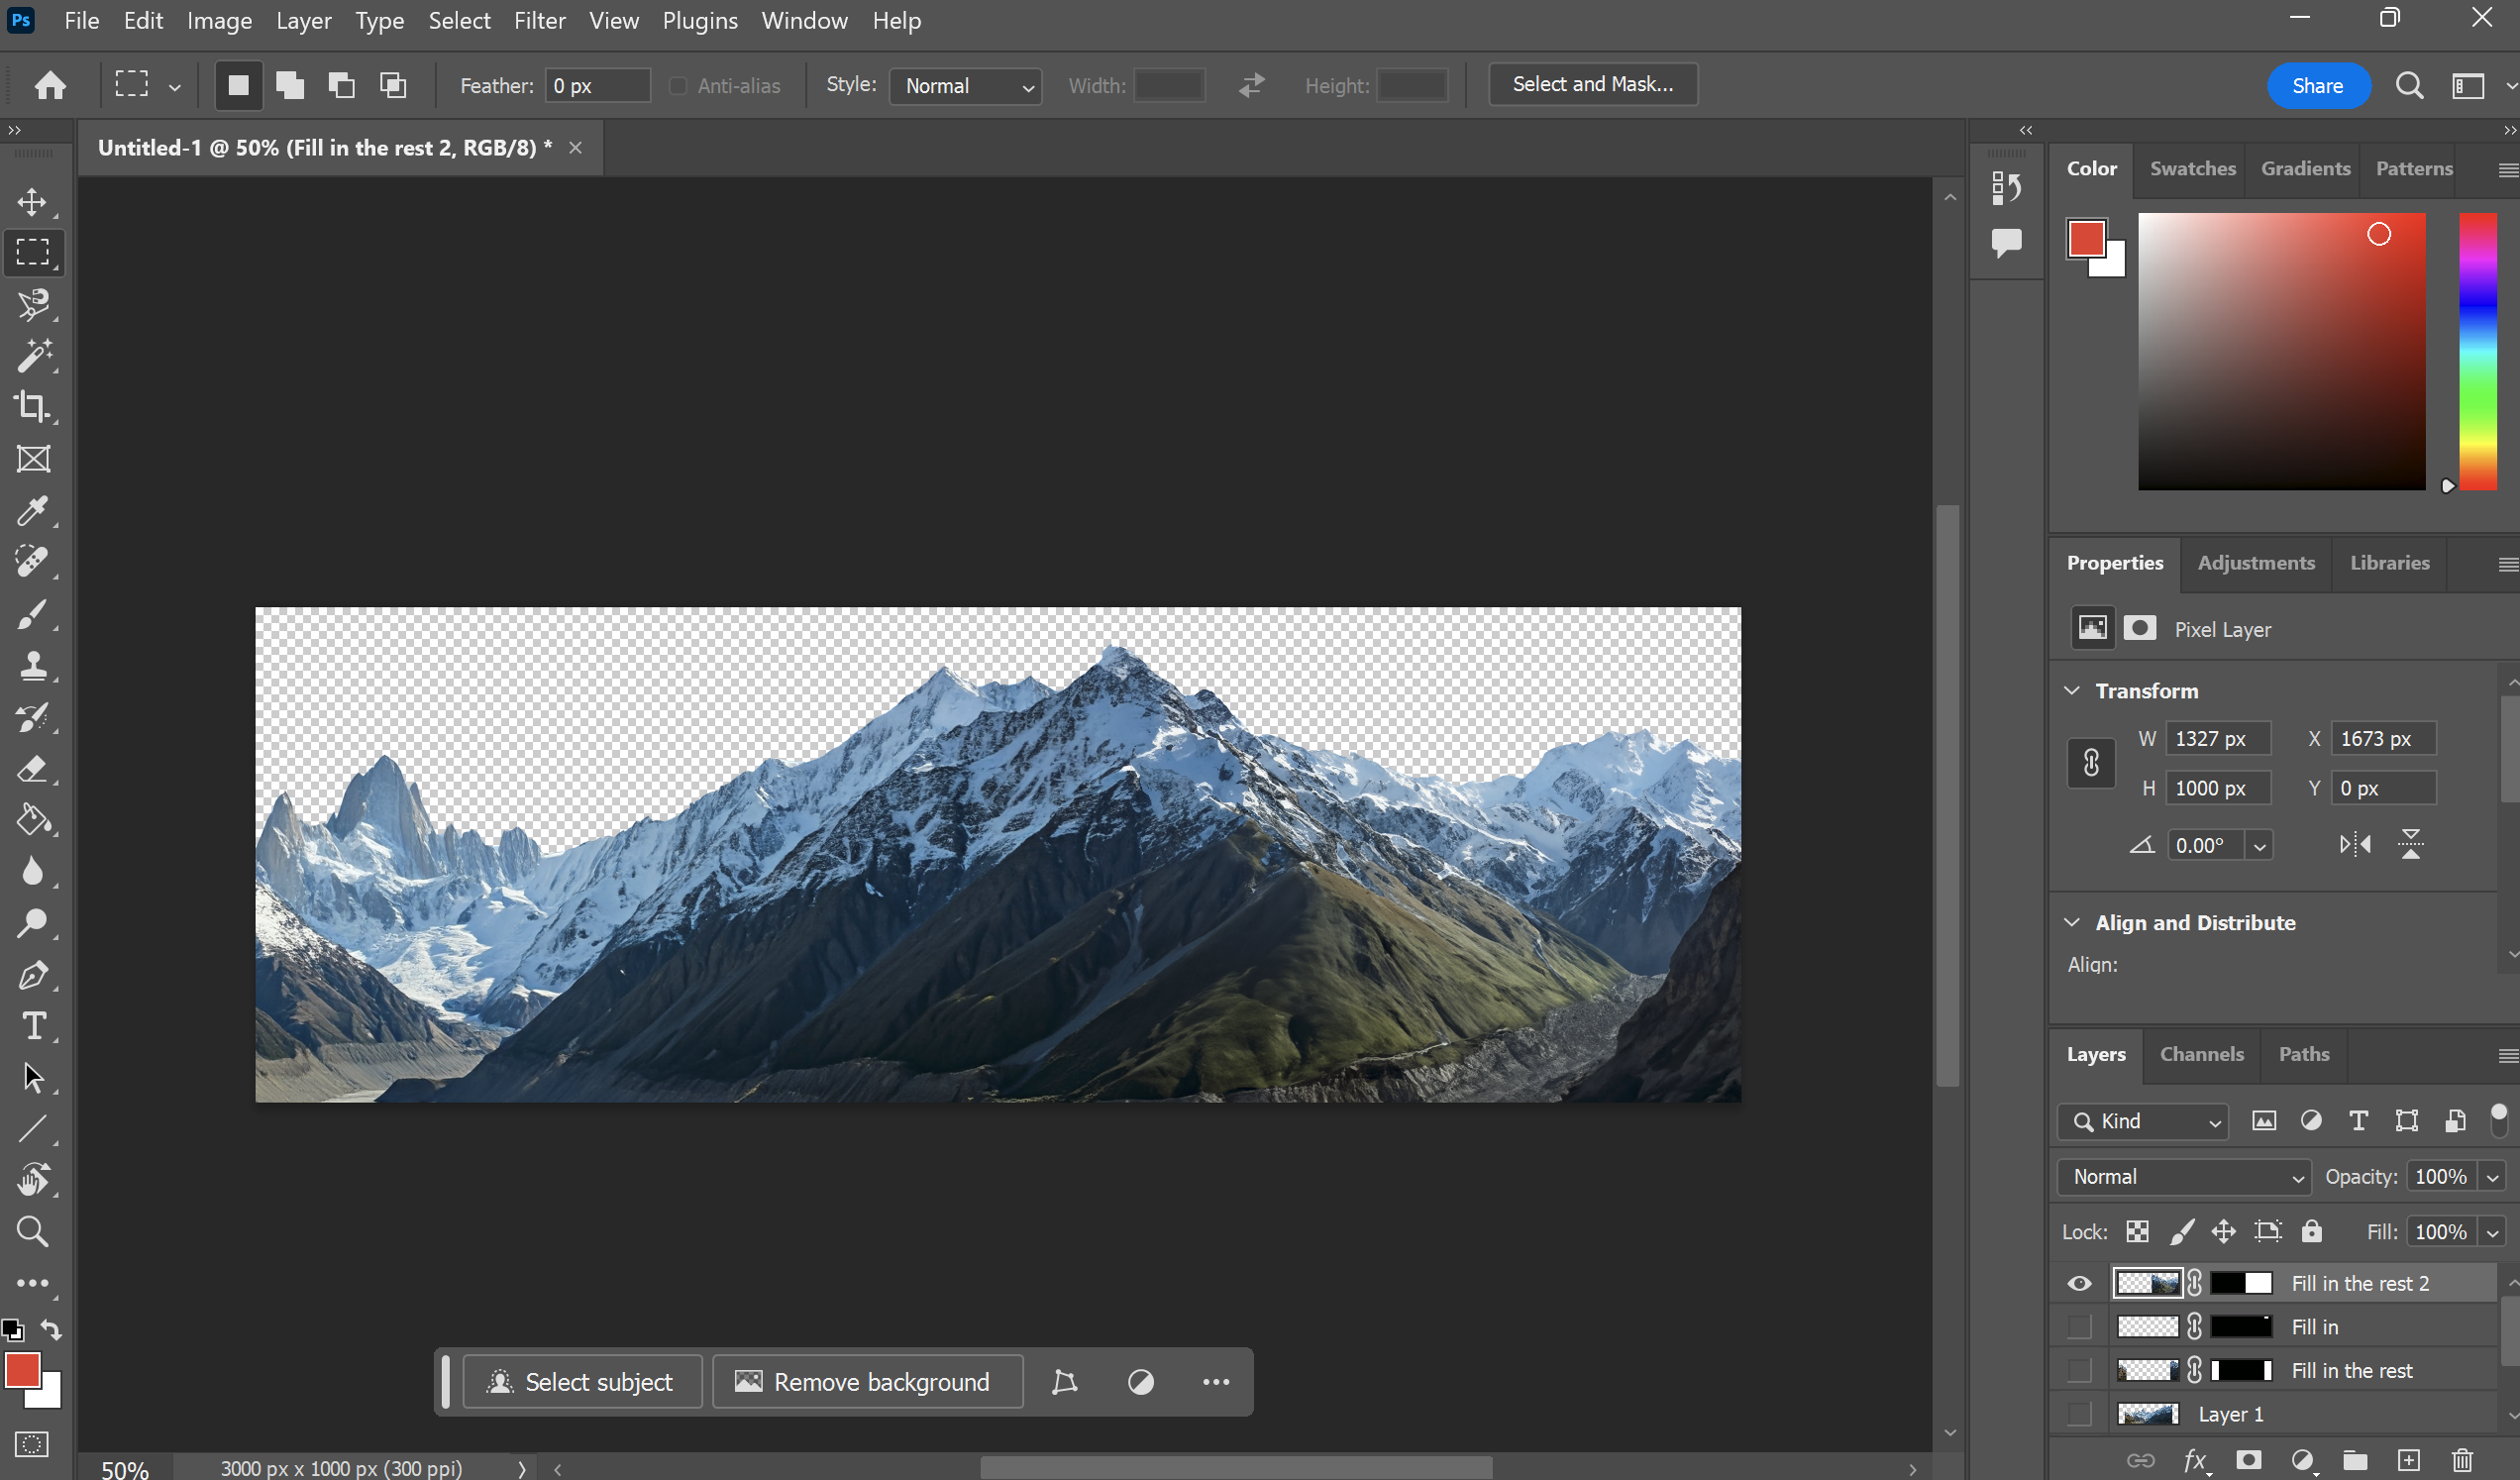 Ps File Edit Image Layer Type Select Filter View Plugins Window Help
Feather: 0 px Anti-alias Style: Normal Width: Height: Select and Mask... Share
Untitled-1 @ 50% (Fill in the rest 2, RGB/8) *
Color Swatches Gradients Patterns
Properties Adjustments Libraries
Pixel Layer
Transform
W 1327 px X 1673 px
H 1000 px Y 0 px
0.00°
Align and Distribute
Align:
Layers Channels Paths
Kind
Normal Opacity: 100%
Lock: Fill: 100%
Fill in the rest 2
Fill in
Fill in the rest
Layer 1
fx
Select subject Remove background
50% 3000 px x 1000 px (300 ppi)